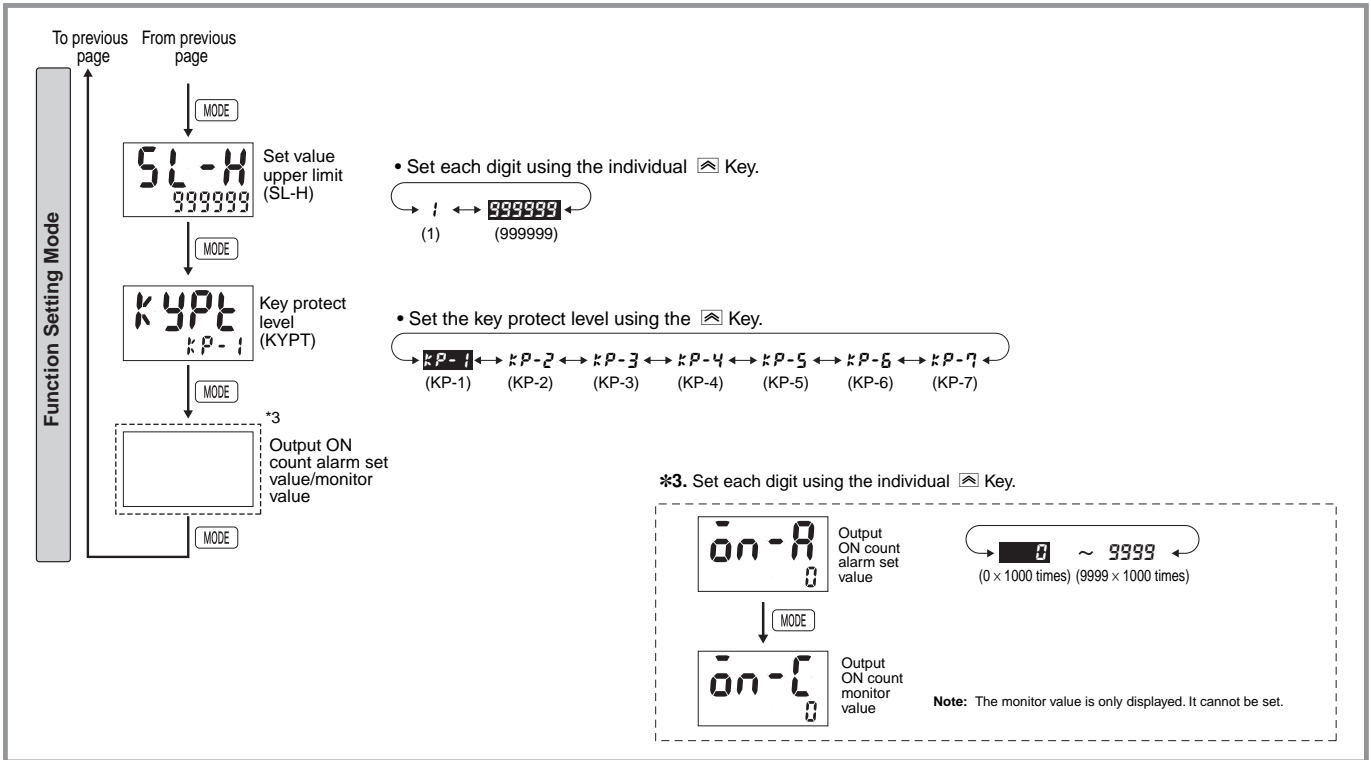 To previous page
From previous page
Function Setting Mode
MODE
SL-H
999999
Set value
upper limit
(SL-H)
• Set each digit using the individual Key.
1 999999
(1) (999999)
MODE
KYPt
KP-1
Key protect
level
(KYPT)
• Set the key protect level using the Key.
KP-1 KP-2 KP-3 KP-4 KP-5 KP-6 KP-7
(KP-1) (KP-2) (KP-3) (KP-4) (KP-5) (KP-6) (KP-7)
MODE
*3
Output ON
count alarm set
value/monitor
value
MODE
*3. Set each digit using the individual Key.
ōn-A
0
Output
ON count
alarm set
value
0 ~ 9999
(0 × 1000 times) (9999 × 1000 times)
MODE
ōn-C
0
Output
ON count
monitor
value
Note: The monitor value is only displayed. It cannot be set.